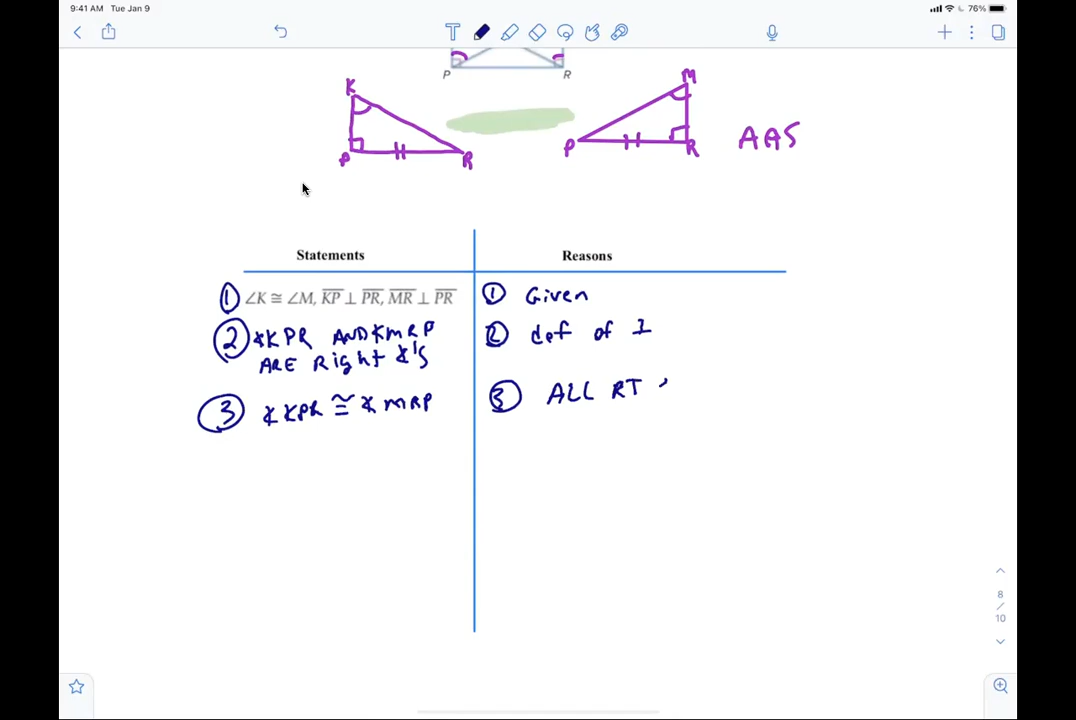 9:41 AM Tue Jan 9
76%
T
P R
K
M
P R
P R
AAS
Statements Reasons
① ∠K ≅ ∠M, KP ⊥ PR, MR ⊥ PR ① Given
② ∡KPR AND ∡MRP ② def of ⊥
ARE Right ∡'s
③ ∡KPR ≅ ∡MRP ③ ALL RT
8
/
10